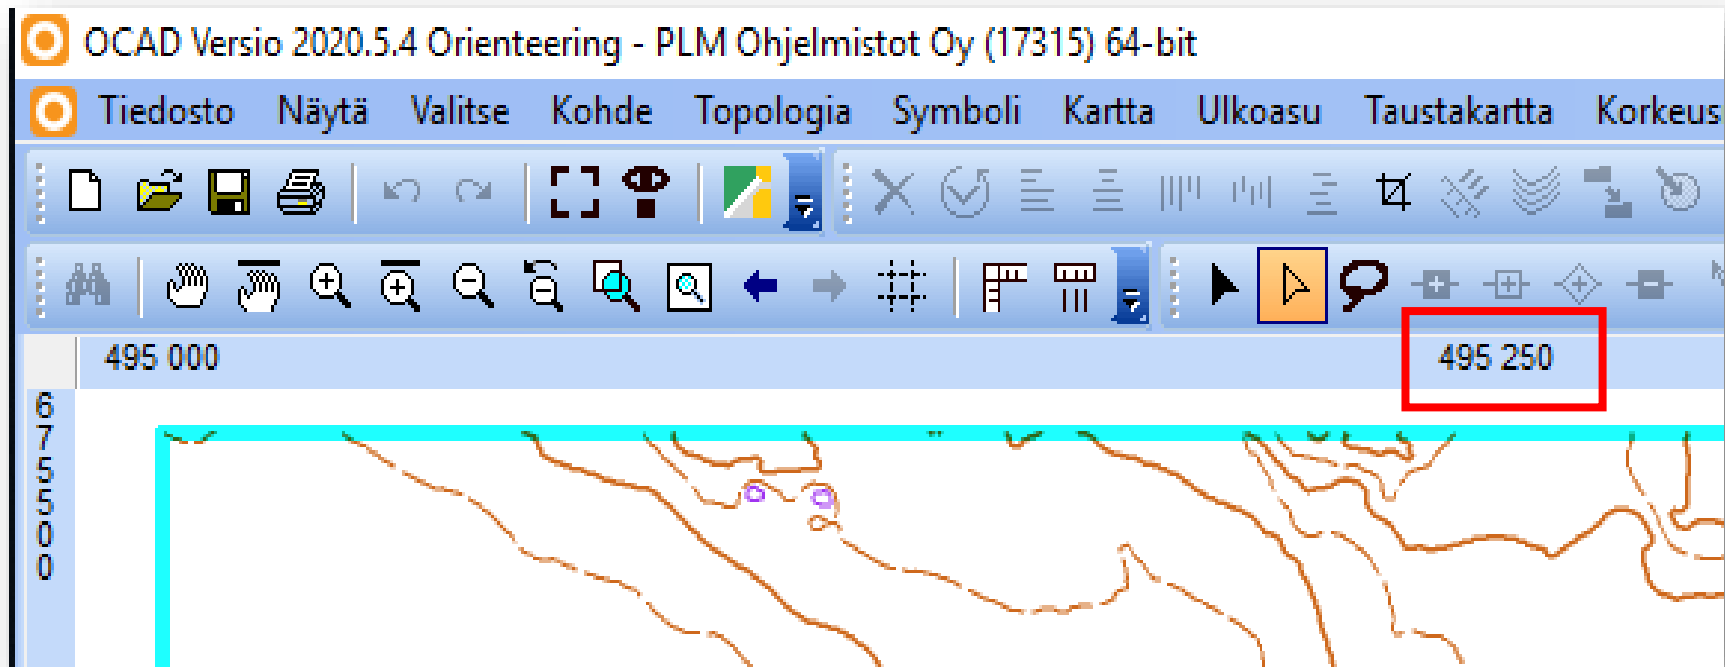 OCAD Versio 2020.5.4 Orienteering - PLM Ohjelmistot Oy (17315) 64-bit
Tiedosto Näytä Valitse Kohde Topologia Symboli Kartta Ulkoasu Taustakartta Korkeus
495 000 495 250
6755000